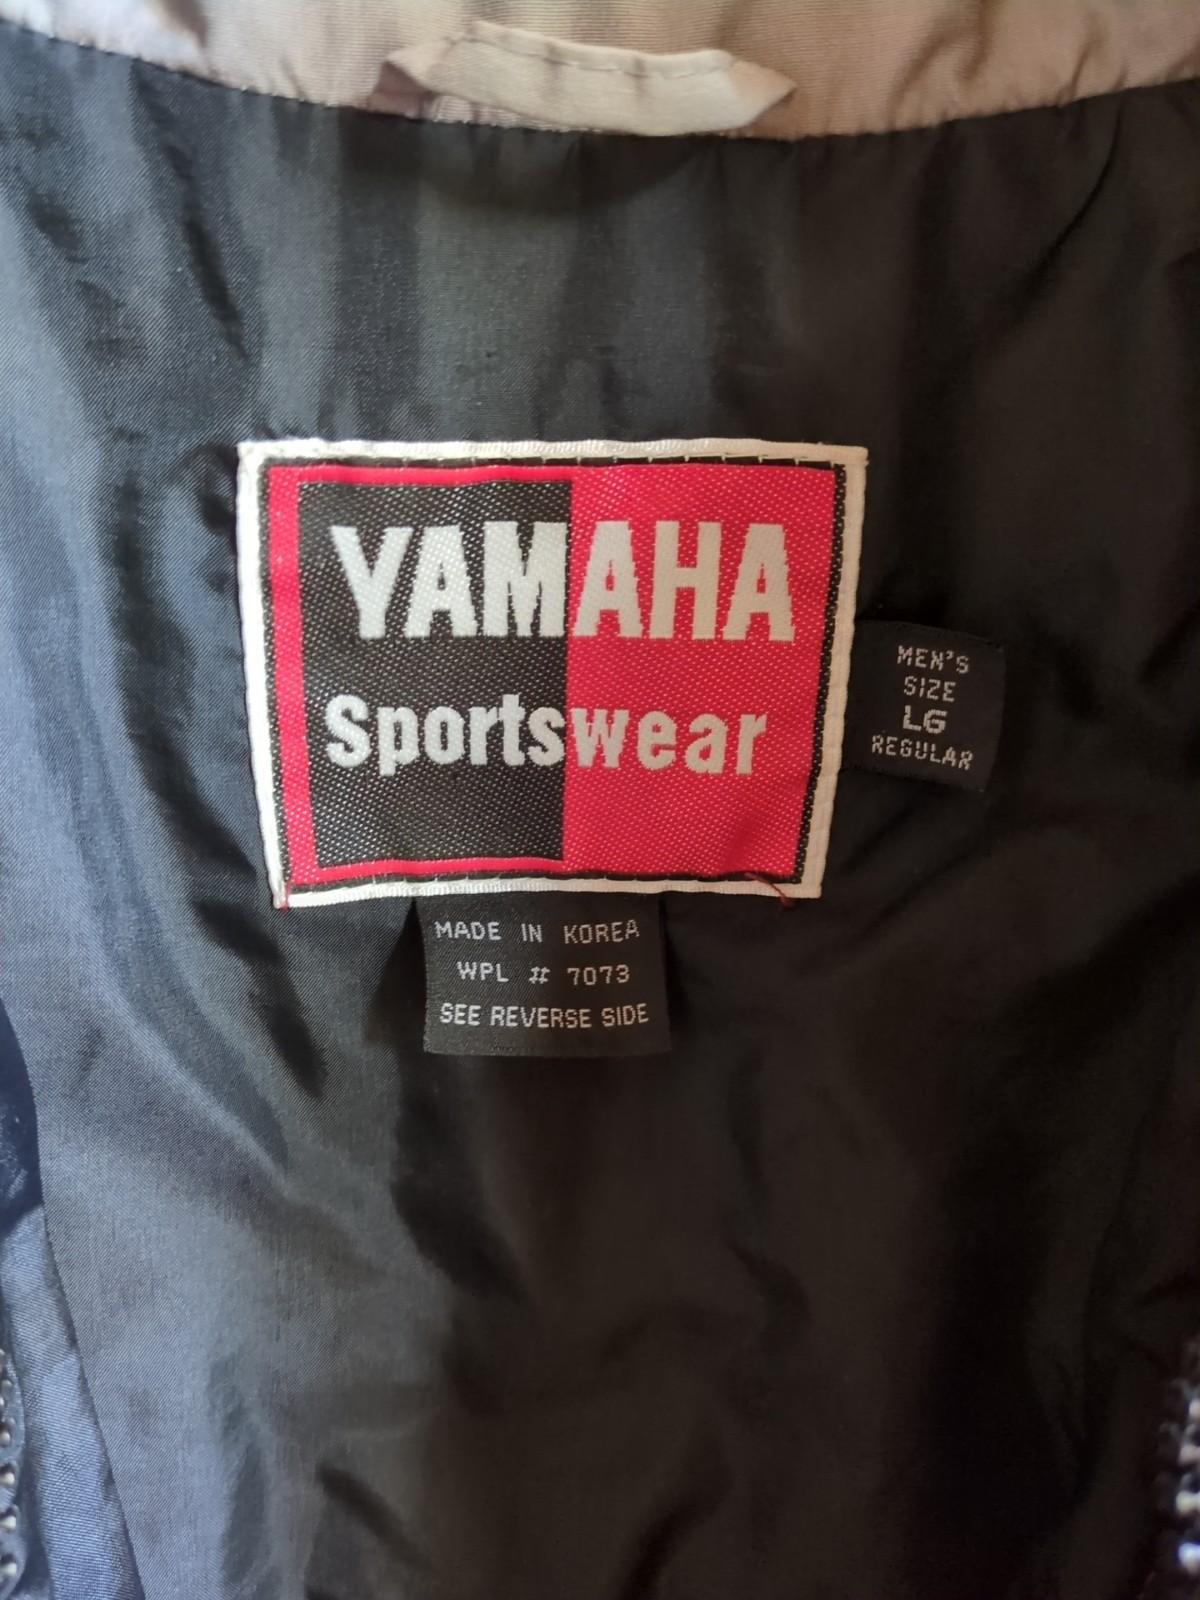 YAMAHA
Sportswear
MEN'S
SIZE
LG
REGULAR
MADE IN KOREA
WPL # 7073
SEE REVERSE SIDE